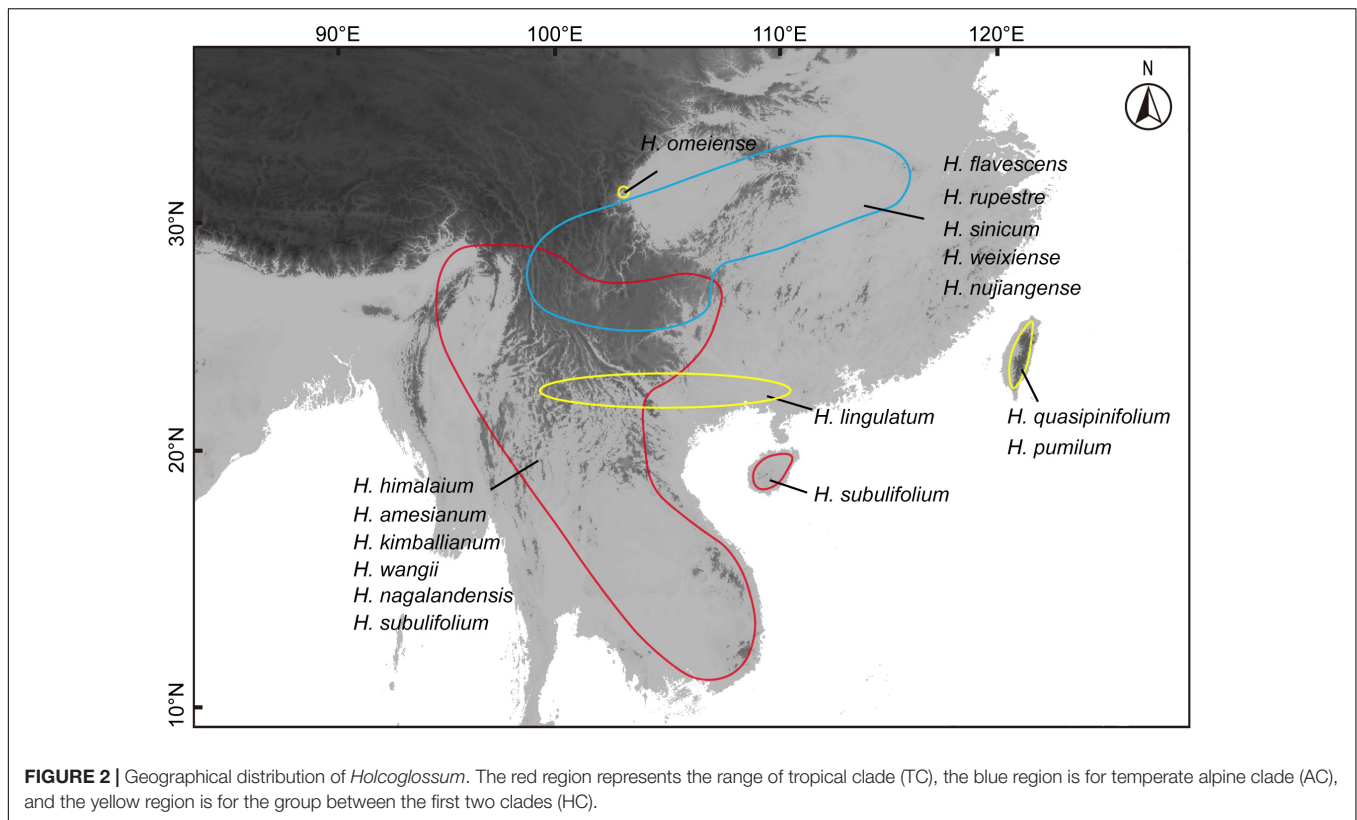 90°E 100°E 110°E 120°E
N
H. omeiense
H. flavescens
H. rupestre
H. sinicum
H. weixiense
H. nujiangense
30°N
20°N
10°N
H. lingulatum
H. quasipinifolium
H. pumilum
H. subulifolium
H. himalaium
H. amesianum
H. kimballianum
H. wangii
H. nagalandensis
H. subulifolium
FIGURE 2 | Geographical distribution of Holcoglossum. The red region represents the range of tropical clade (TC), the blue region is for temperate alpine clade (AC),
and the yellow region is for the group between the first two clades (HC).